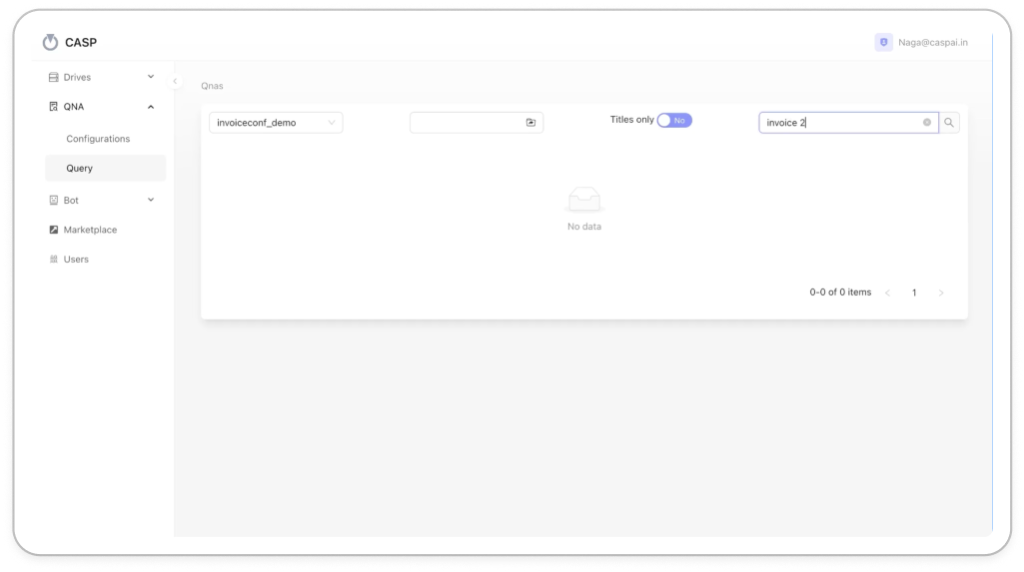 CASP
Naga@caspai.in
Drives
QNA
Configurations
Query
Bot
Marketplace
Users
Qnas
invoiceconf_demo
Titles only No
invoice 2
No data
0-0 of 0 items < 1 >